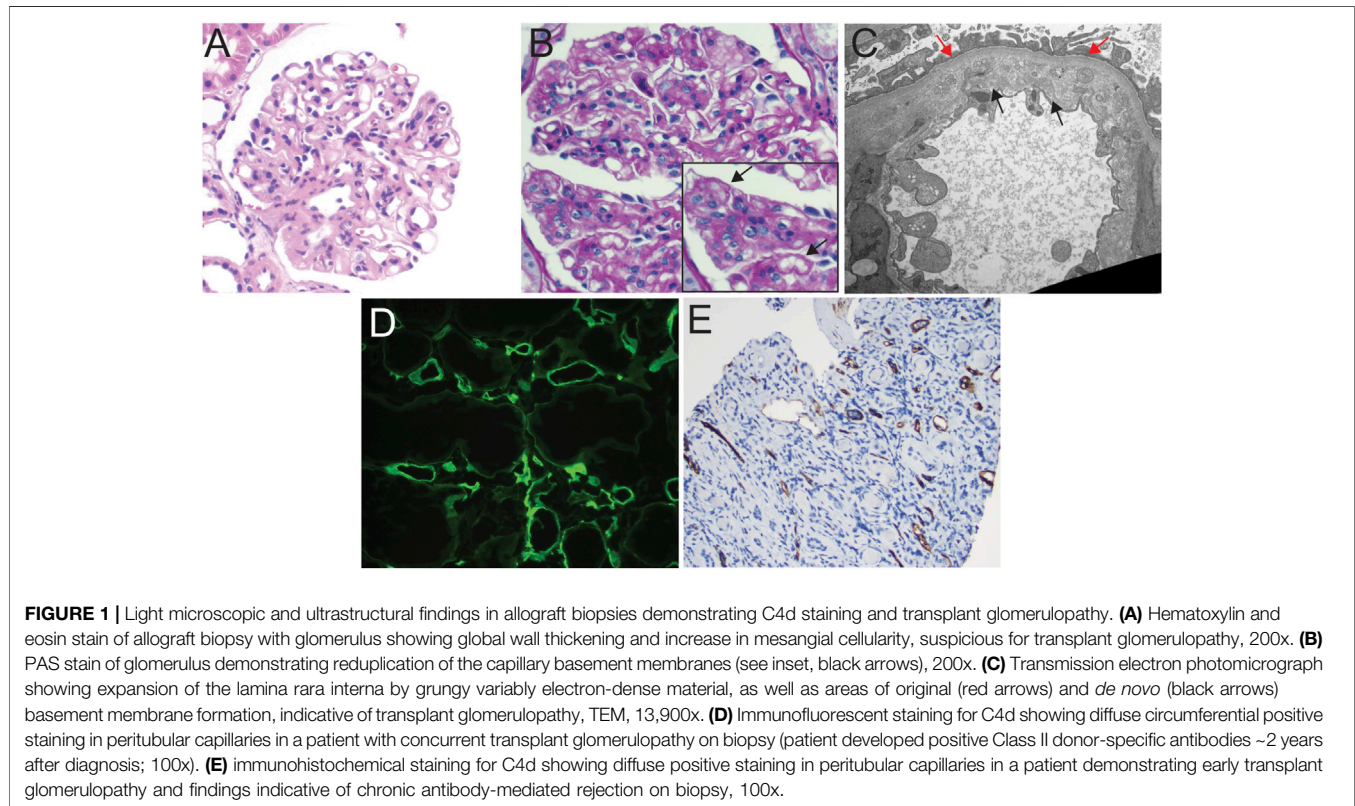 A
B
C
D
E
FIGURE 1 | Light microscopic and ultrastructural findings in allograft biopsies demonstrating C4d staining and transplant glomerulopathy. (A) Hematoxylin and
eosin stain of allograft biopsy with glomerulus showing global wall thickening and increase in mesangial cellularity, suspicious for transplant glomerulopathy, 200x. (B)
PAS stain of glomerulus demonstrating reduplication of the capillary basement membranes (see inset, black arrows), 200x. (C) Transmission electron photomicrograph
showing expansion of the lamina rara interna by grungy variably electron-dense material, as well as areas of original (red arrows) and de novo (black arrows)
basement membrane formation, indicative of transplant glomerulopathy, TEM, 13,900x. (D) Immunofluorescent staining for C4d showing diffuse circumferential positive
staining in peritubular capillaries in a patient with concurrent transplant glomerulopathy on biopsy (patient developed positive Class II donor-specific antibodies ~2 years
after diagnosis; 100x). (E) immunohistochemical staining for C4d showing diffuse positive staining in peritubular capillaries in a patient demonstrating early transplant
glomerulopathy and findings indicative of chronic antibody-mediated rejection on biopsy, 100x.